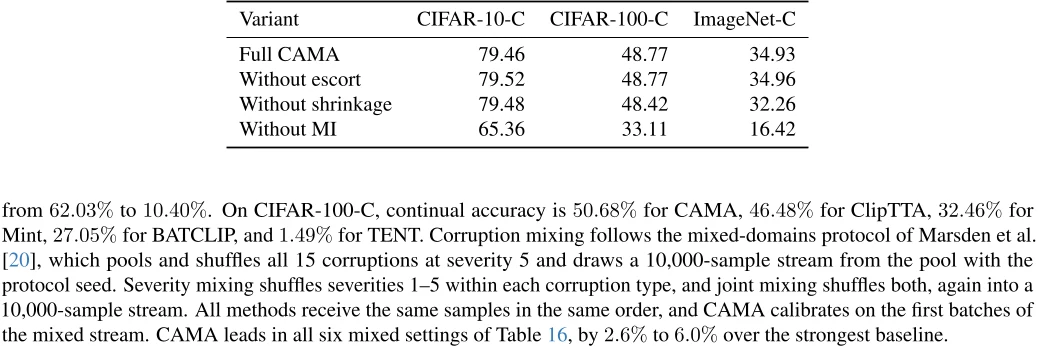 Variant CIFAR-10-C CIFAR-100-C ImageNet-C
Full CAMA 79.46 48.77 34.93
Without escort 79.52 48.77 34.96
Without shrinkage 79.48 48.42 32.26
Without MI 65.36 33.11 16.42
from 62.03% to 10.40%. On CIFAR-100-C, continual accuracy is 50.68% for CAMA, 46.48% for ClipTTA, 32.46% for
Mint, 27.05% for BATCLIP, and 1.49% for TENT. Corruption mixing follows the mixed-domains protocol of Marsden et al.
[20], which pools and shuffles all 15 corruptions at severity 5 and draws a 10,000-sample stream from the pool with the
protocol seed. Severity mixing shuffles severities 1–5 within each corruption type, and joint mixing shuffles both, again into a
10,000-sample stream. All methods receive the same samples in the same order, and CAMA calibrates on the first batches of
the mixed stream. CAMA leads in all six mixed settings of Table 16, by 2.6% to 6.0% over the strongest baseline.